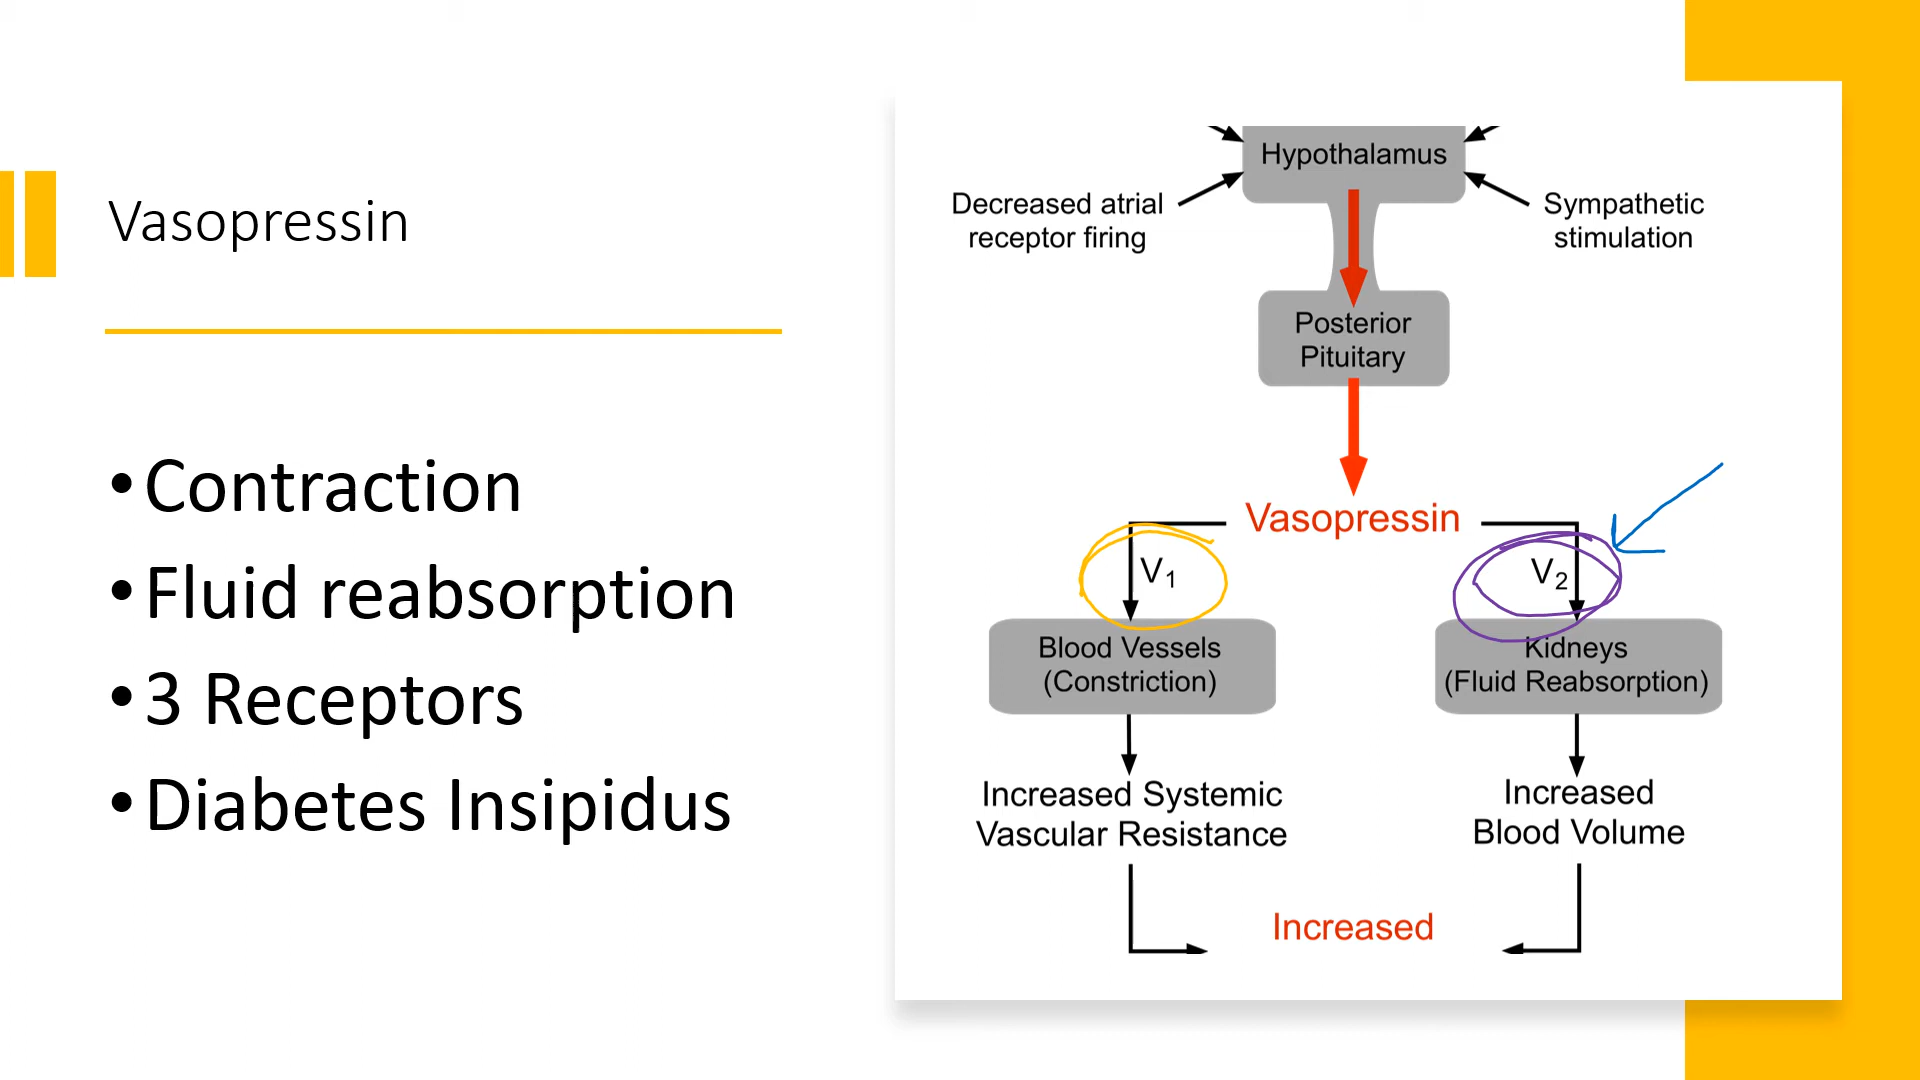 Vasopressin
• Contraction
• Fluid reabsorption
• 3 Receptors
• Diabetes Insipidus
Hypothalamus
Decreased atrial
receptor firing
Sympathetic
stimulation
Posterior
Pituitary
Vasopressin
V1
V2
Blood Vessels
(Constriction)
Kidneys
(Fluid Reabsorption)
Increased Systemic
Vascular Resistance
Increased
Blood Volume
Increased